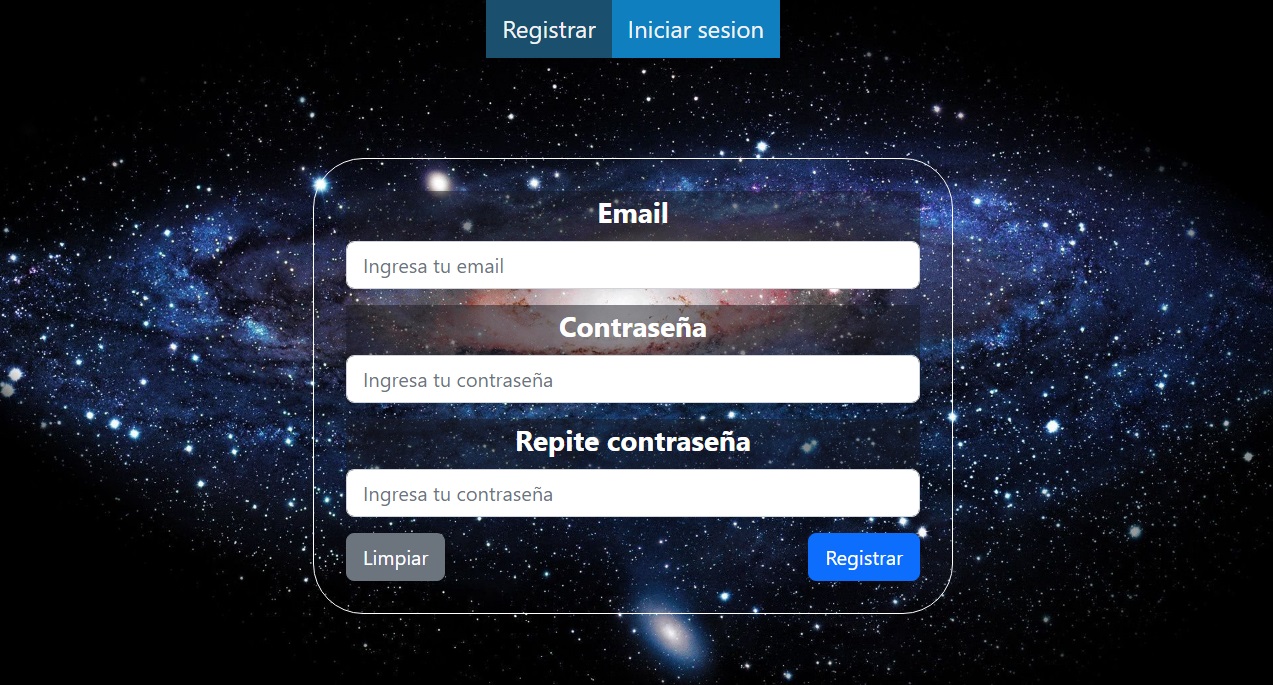 Registrar Iniciar sesion
Email
Ingresa tu email
Contraseña
Ingresa tu contraseña
Repite contraseña
Ingresa tu contraseña
Limpiar Registrar